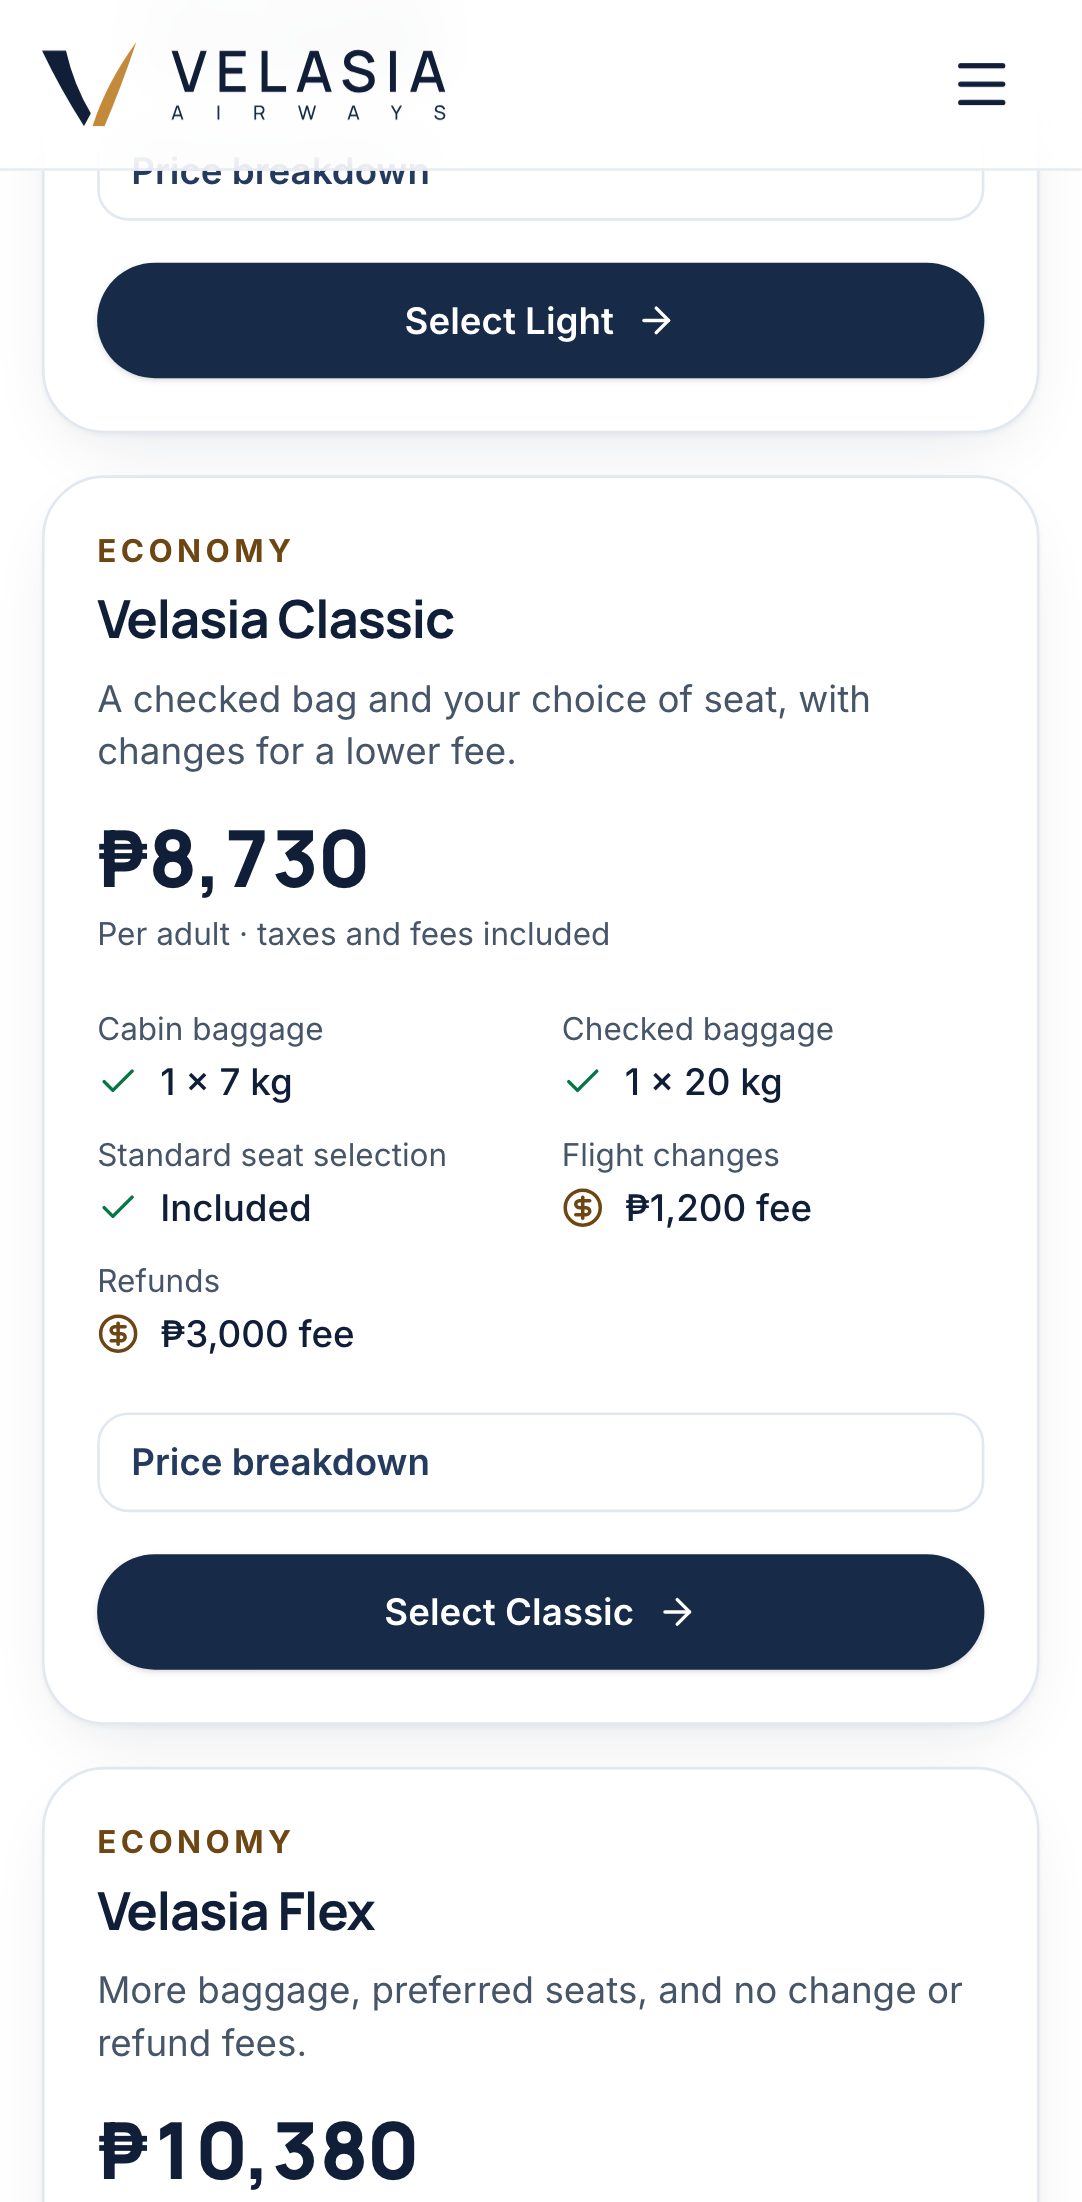 VELASIA
AIRWAYS
Price breakdown
Select Light
ECONOMY
Velasia Classic
A checked bag and your choice of seat, with
changes for a lower fee.
₱8,730
Per adult · taxes and fees included
Cabin baggage
1 × 7 kg
Checked baggage
1 × 20 kg
Standard seat selection
Included
Flight changes
₱1,200 fee
Refunds
₱3,000 fee
Price breakdown
Select Classic
ECONOMY
Velasia Flex
More baggage, preferred seats, and no change or
refund fees.
₱10,380